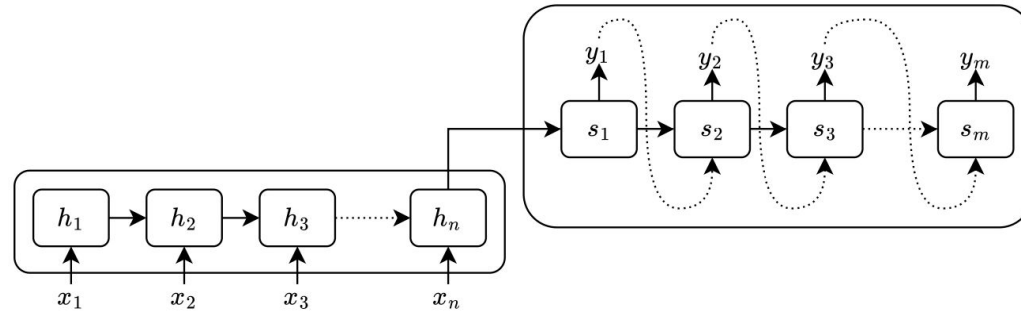 y₁ y₂ y₃ yₘ
s₁ s₂ s₃ sₘ
h₁ h₂ h₃ hₙ
x₁ x₂ x₃ xₙ